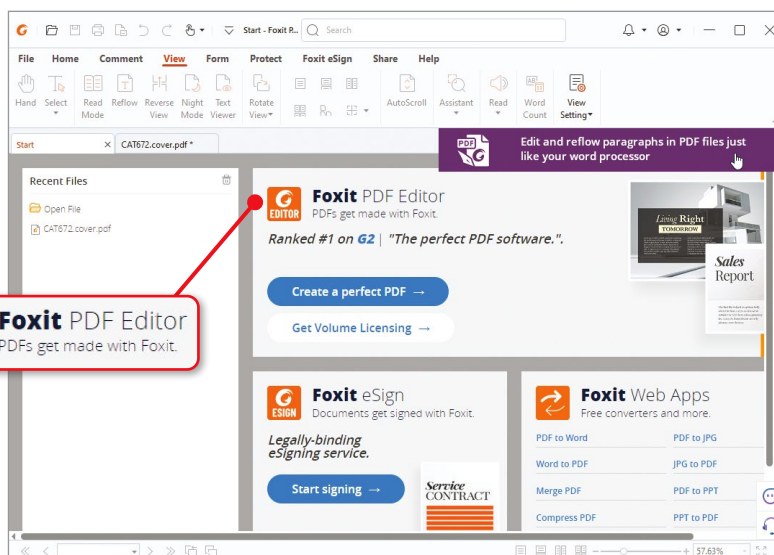 Start - Foxit P...
Search
File Home Comment View Form Protect Foxit eSign Share Help
Hand Select Read Mode Reflow Reverse View Night Mode Text Viewer Rotate View AutoScroll Assistant Read Word Count View Setting
Start CAT672.cover.pdf *
PDF
Edit and reflow paragraphs in PDF files just
like your word processor
Recent Files
Open File
CAT672.cover.pdf
EDITOR
Foxit PDF Editor
PDFs get made with Foxit.
Ranked #1 on G2 | "The perfect PDF software.".
Create a perfect PDF →
Get Volume Licensing →
Living Right
TOMORROW
Sales
Report
Foxit PDF Editor
PDFs get made with Foxit.
ESIGN
Foxit eSign
Documents get signed with Foxit.
Legally-binding
eSigning service.
Start signing →
Service
CONTRACT
Foxit Web Apps
Free converters and more.
PDF to Word PDF to JPG
Word to PDF JPG to PDF
Merge PDF PDF to PPT
Compress PDF PPT to PDF
57.63%